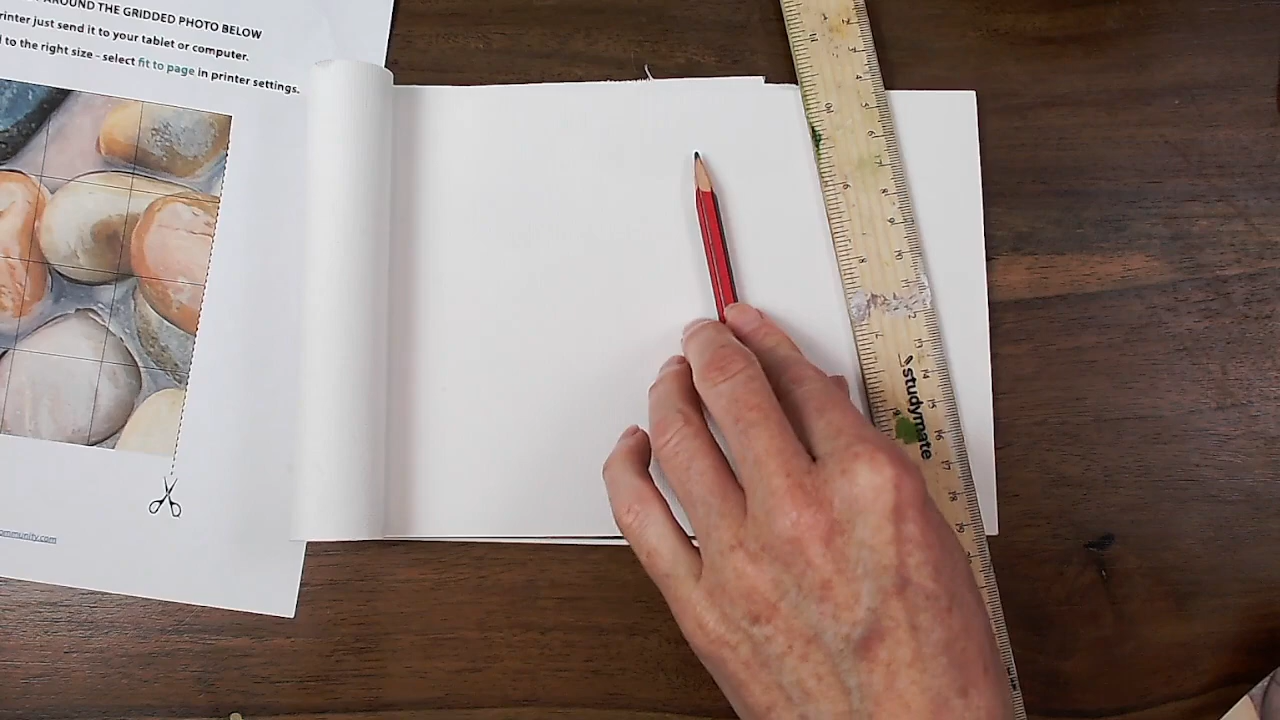 AROUND THE GRIDDED PHOTO BELOW
rinter just send it to your tablet or computer.
to the right size - select fit to page in printer settings.
ommunity.com
studymate